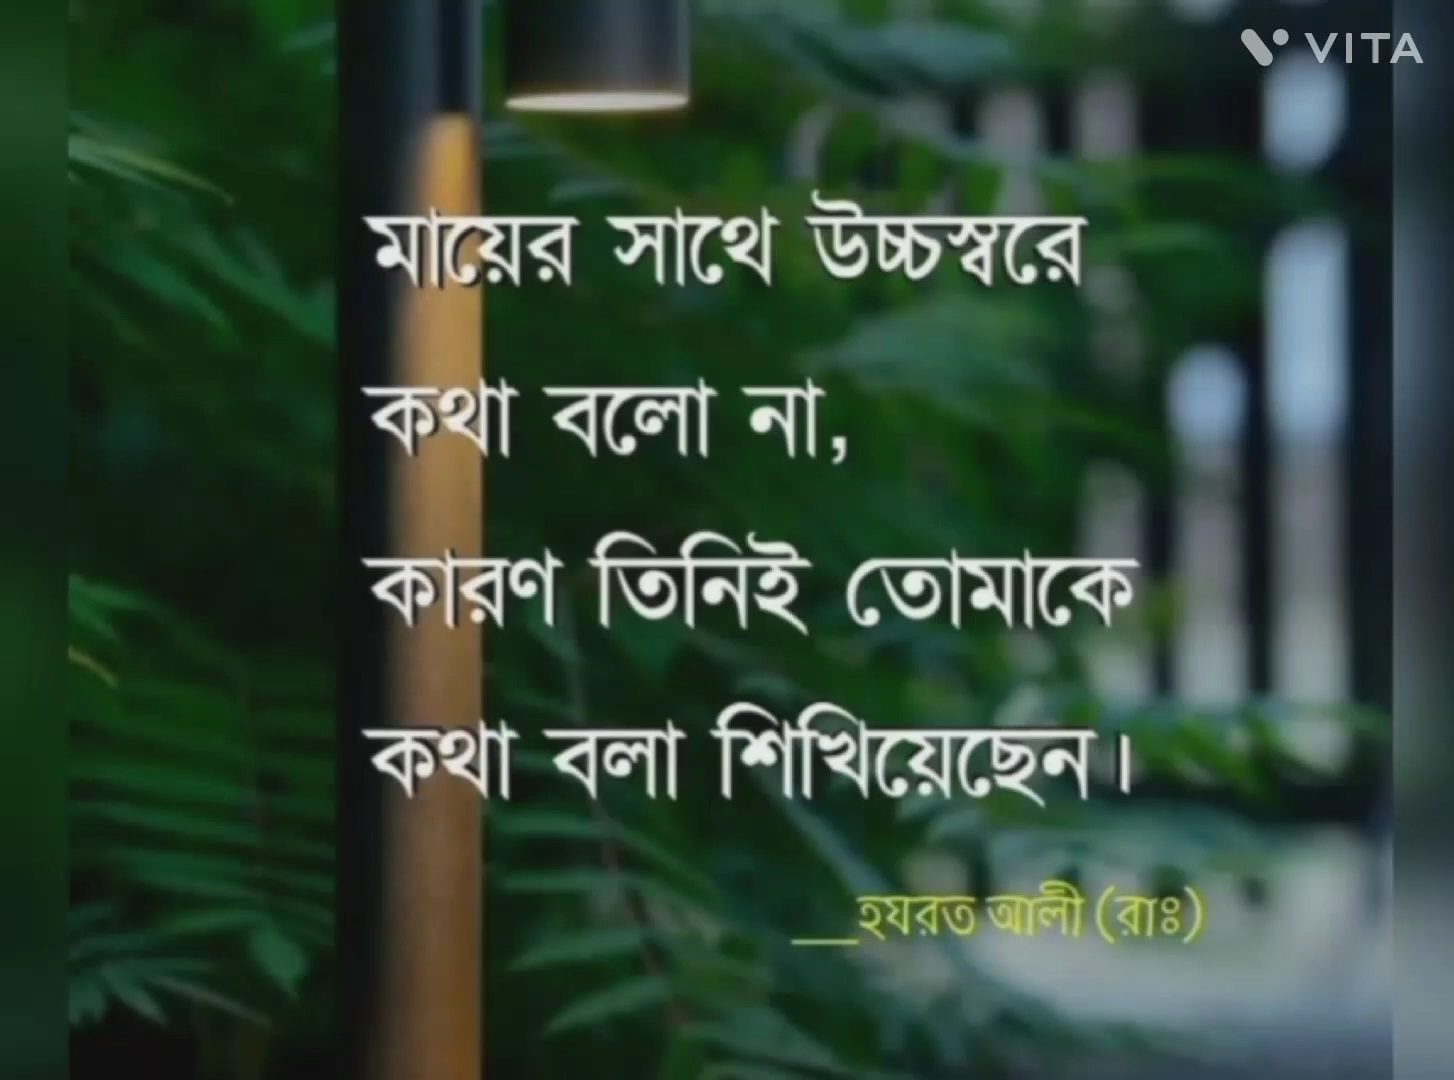 VITA
মায়ের সাথে উচ্চস্বরে
কথা বলো না,
কারণ তিনিই তোমাকে
কথা বলা শিখিয়েছেন।
__হযরত আলী (রাঃ)